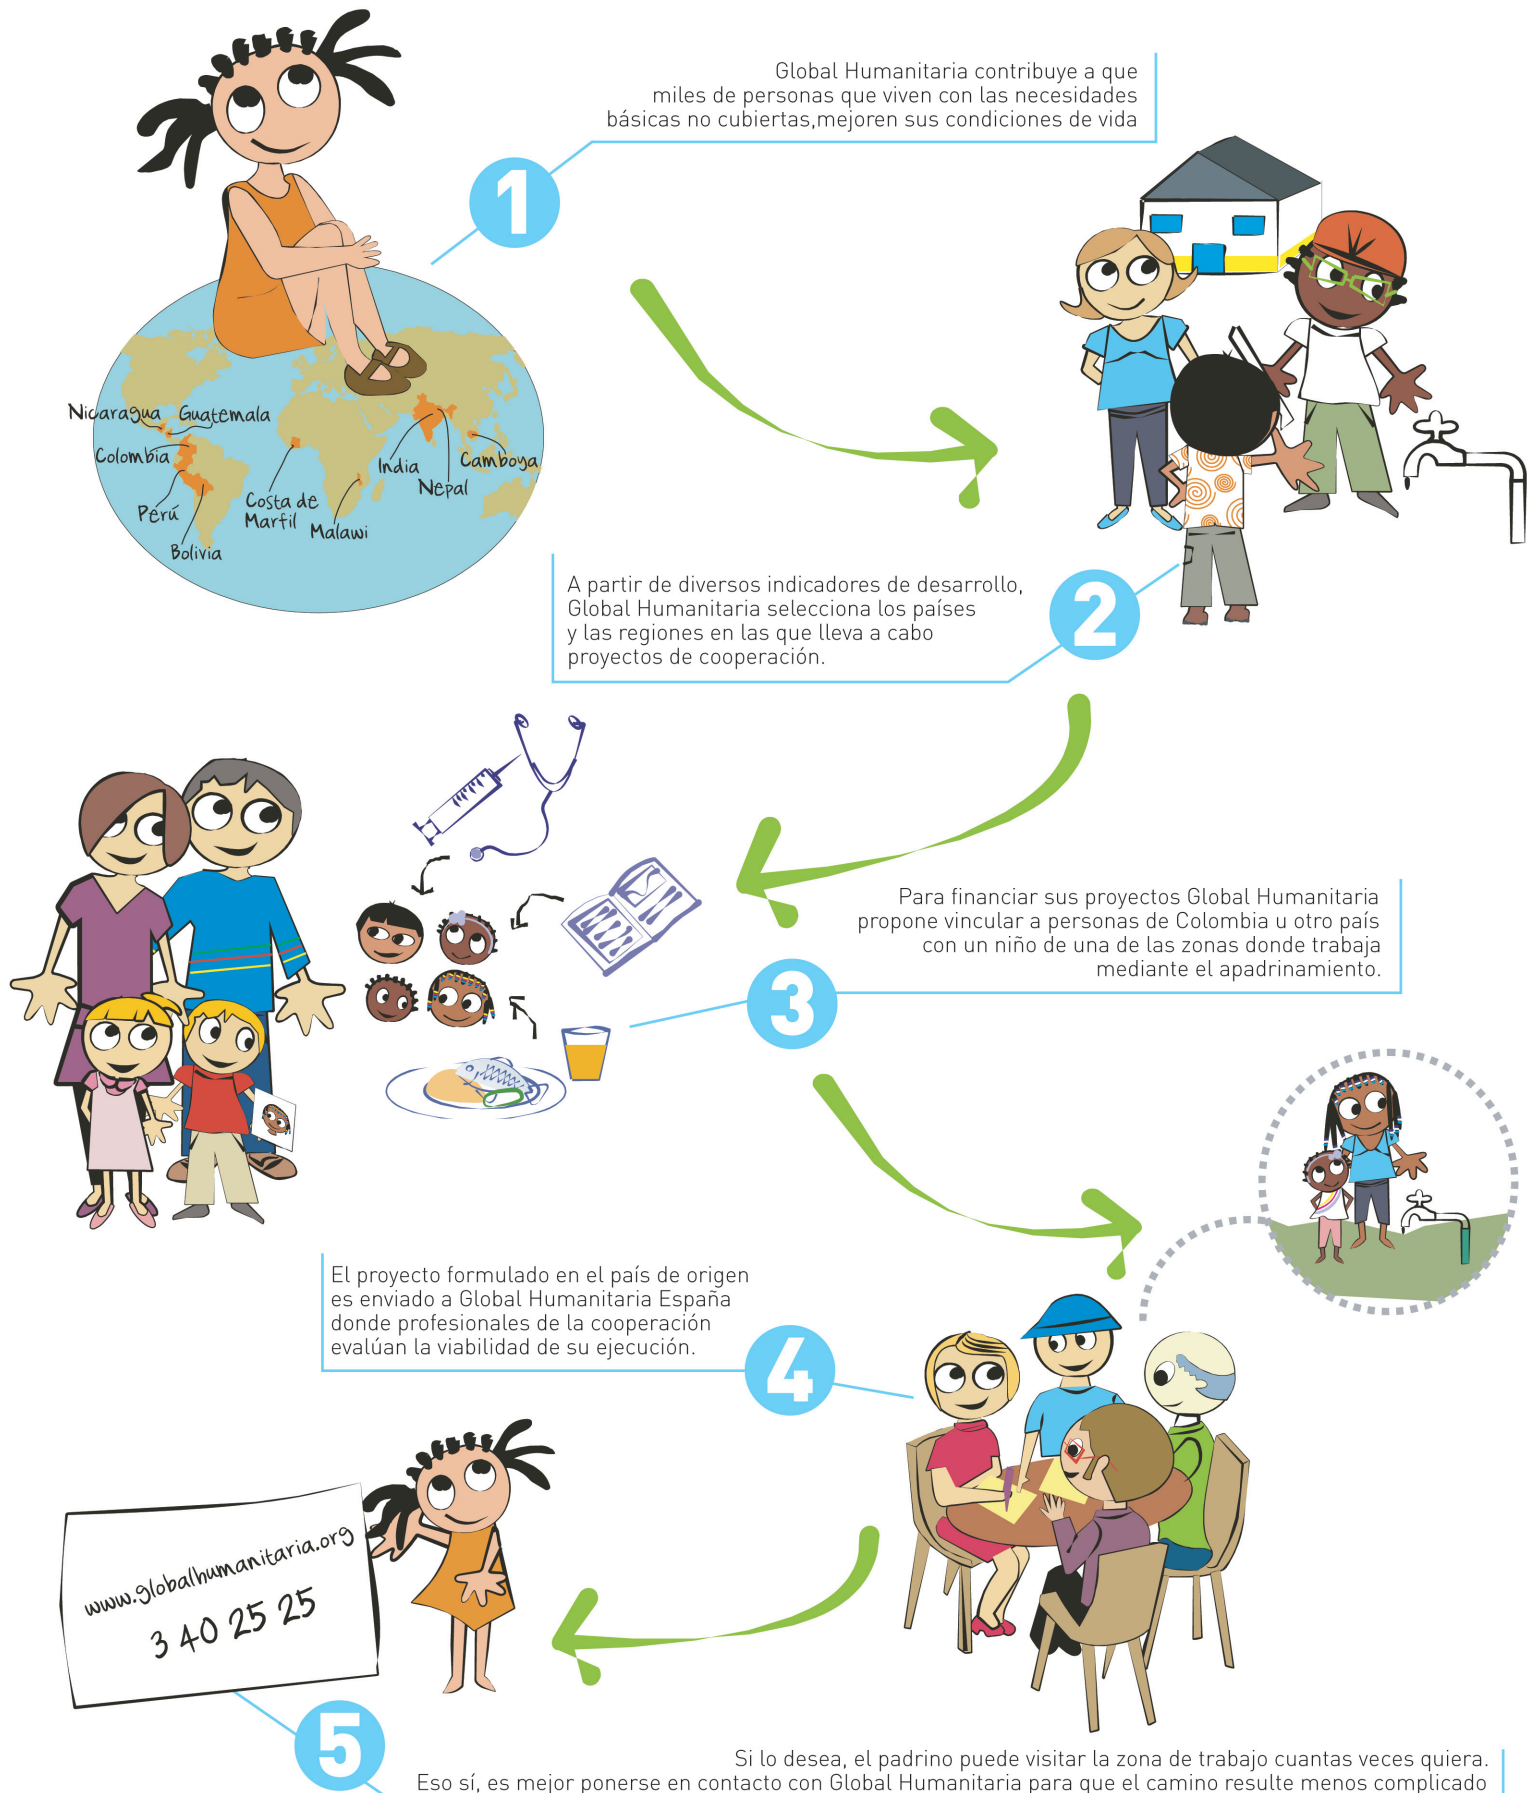 Global Humanitaria contribuye a que
miles de personas que viven con las necesidades
básicas no cubiertas,mejoren sus condiciones de vida
1
Nicaragua
Guatemala
Colombia
Perú
Bolivia
Costa de
Marfil
Malawi
India
Nepal
Camboya
A partir de diversos indicadores de desarrollo,
Global Humanitaria selecciona los países
y las regiones en las que lleva a cabo
proyectos de cooperación.
2
Para financiar sus proyectos Global Humanitaria
propone vincular a personas de Colombia u otro país
con un niño de una de las zonas donde trabaja
mediante el apadrinamiento.
3
El proyecto formulado en el país de origen
es enviado a Global Humanitaria España
donde profesionales de la cooperación
evalúan la viabilidad de su ejecución.
4
www.globalhumanitaria.org
3 40 25 25
5
Si lo desea, el padrino puede visitar la zona de trabajo cuantas veces quiera.
Eso sí, es mejor ponerse en contacto con Global Humanitaria para que el camino resulte menos complicado